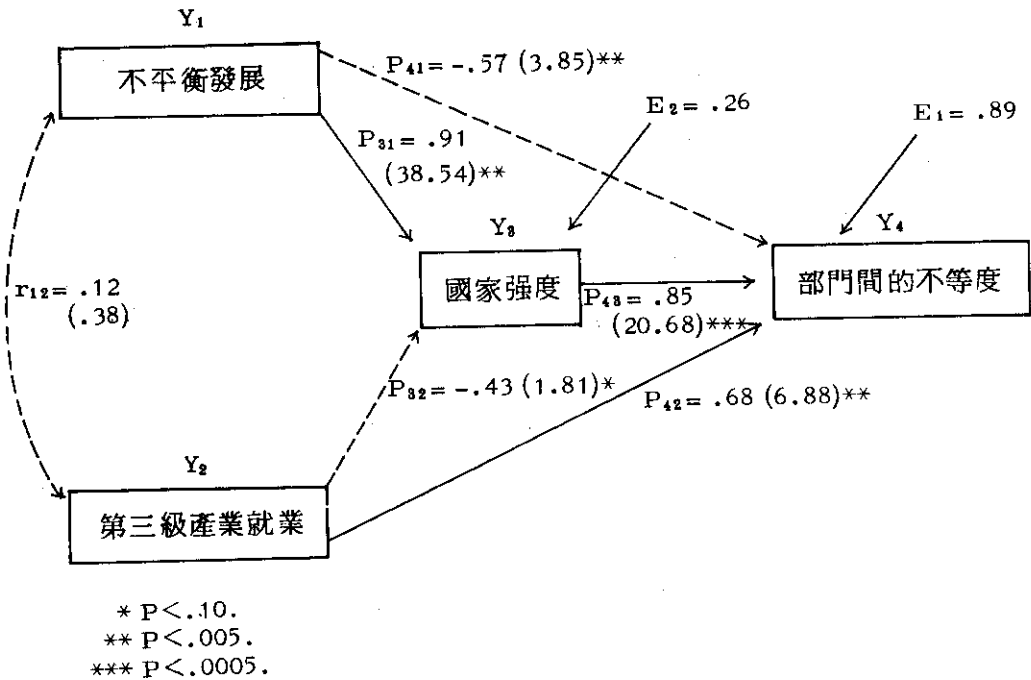 Y₁
不平衡發展
P₄₁=-.57 (3.85)**
E₂= .26
E₁= .89
P₃₁= .91
(38.54)**
Y₃
國家强度
Y₄
部門間的不等度
P₄₃= .85
(20.68)***
r₁₂= .12
(.38)
P₃₂=-.43 (1.81)*
P₄₂= .68 (6.88)**
Y₂
第三級產業就業
* P<.10.
** P<.005.
*** P<.0005.